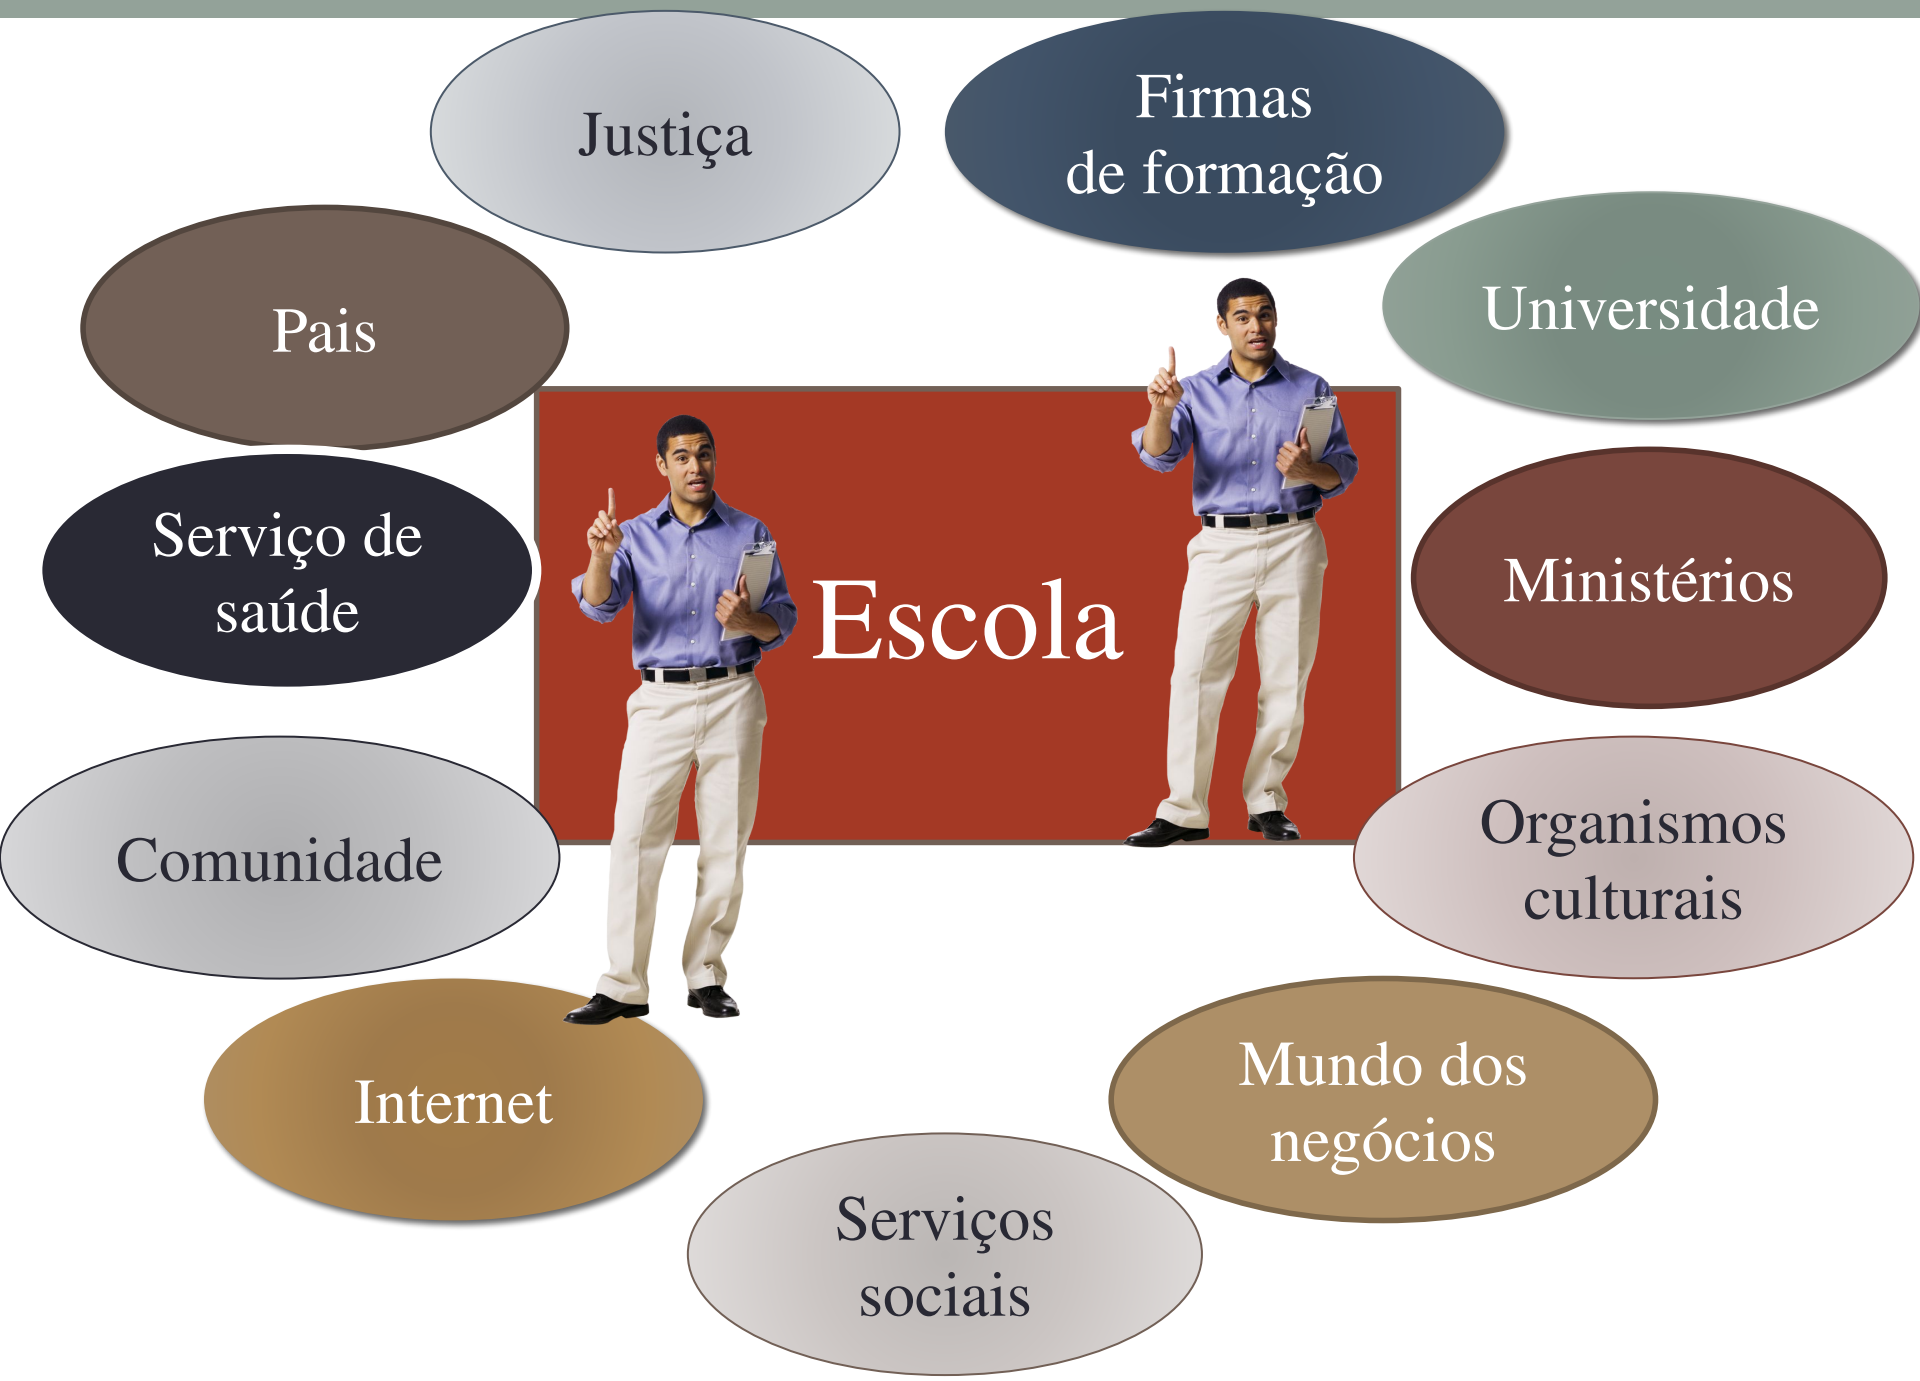 Justiça
Firmas
de formação
Pais
Universidade
Serviço de
saúde
Escola
Ministérios
Comunidade
Organismos
culturais
Internet
Mundo dos
negócios
Serviços
sociais